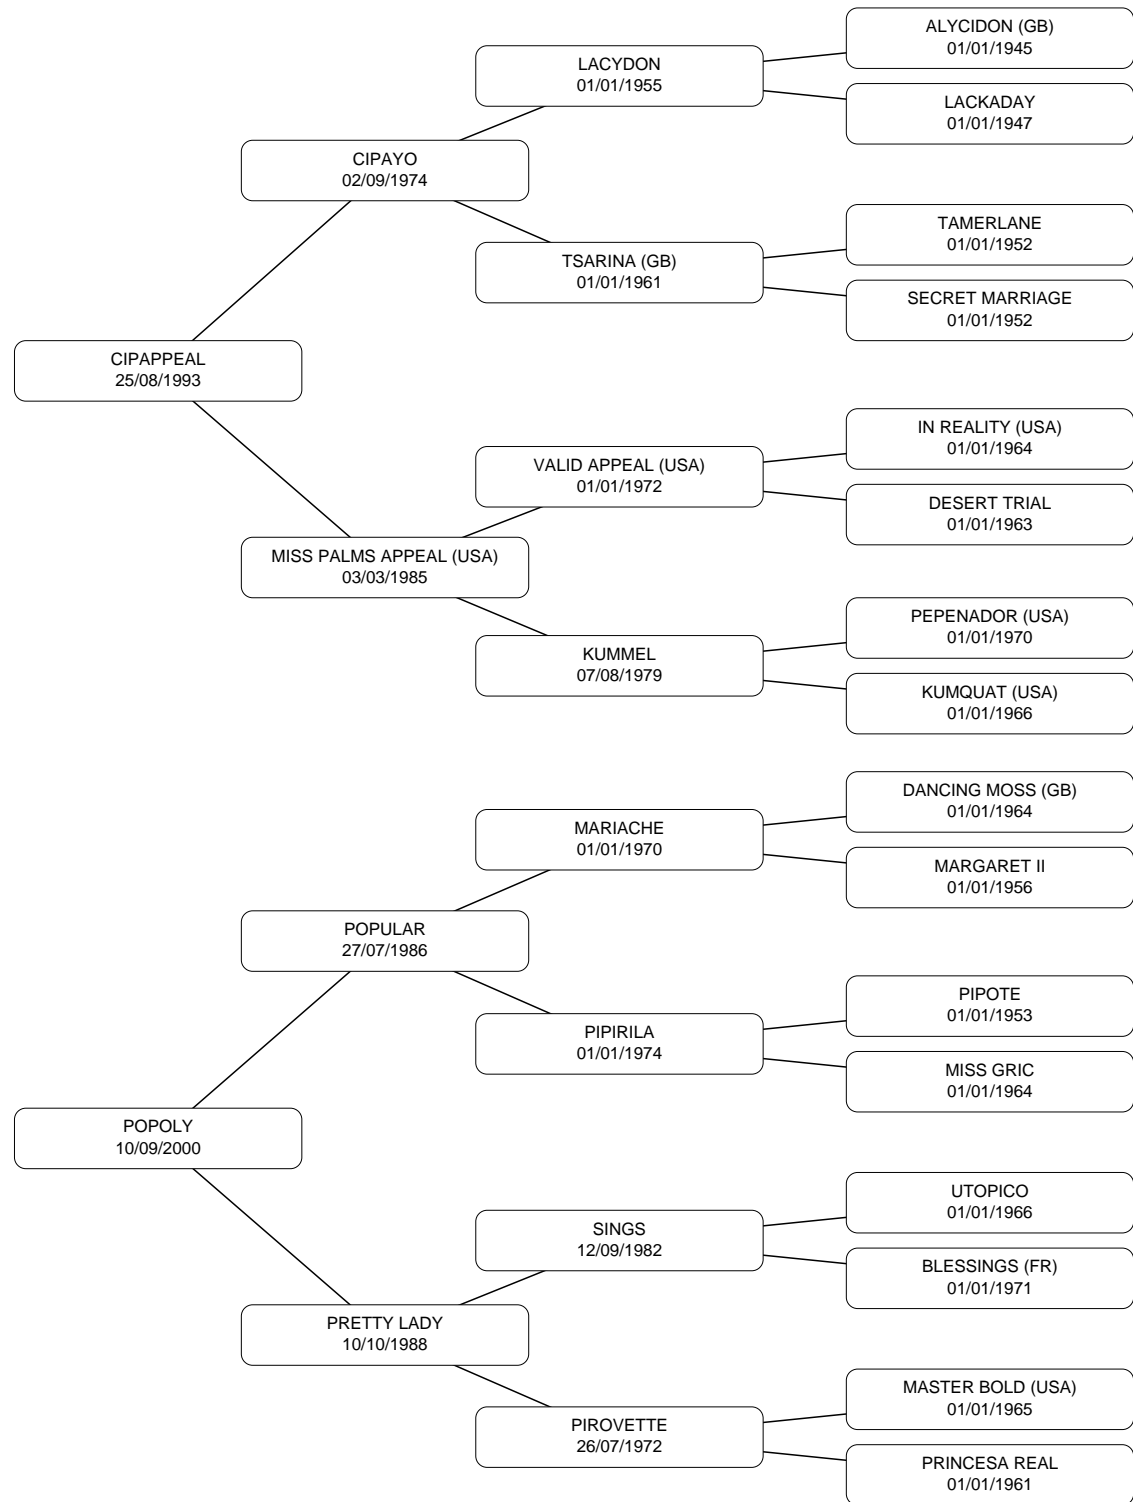 ALYCIDON (GB)
01/01/1945
LACYDON
01/01/1955
LACKADAY
01/01/1947
CIPAYO
02/09/1974
TAMERLANE
01/01/1952
TSARINA (GB)
01/01/1961
SECRET MARRIAGE
01/01/1952
CIPAPPEAL
25/08/1993
IN REALITY (USA)
01/01/1964
VALID APPEAL (USA)
01/01/1972
DESERT TRIAL
01/01/1963
MISS PALMS APPEAL (USA)
03/03/1985
PEPENADOR (USA)
01/01/1970
KUMMEL
07/08/1979
KUMQUAT (USA)
01/01/1966
DANCING MOSS (GB)
01/01/1964
MARIACHE
01/01/1970
MARGARET II
01/01/1956
POPULAR
27/07/1986
PIPOTE
01/01/1953
PIPIRILA
01/01/1974
MISS GRIC
01/01/1964
POPOLY
10/09/2000
UTOPICO
01/01/1966
SINGS
12/09/1982
BLESSINGS (FR)
01/01/1971
PRETTY LADY
10/10/1988
MASTER BOLD (USA)
01/01/1965
PIROVETTE
26/07/1972
PRINCESA REAL
01/01/1961